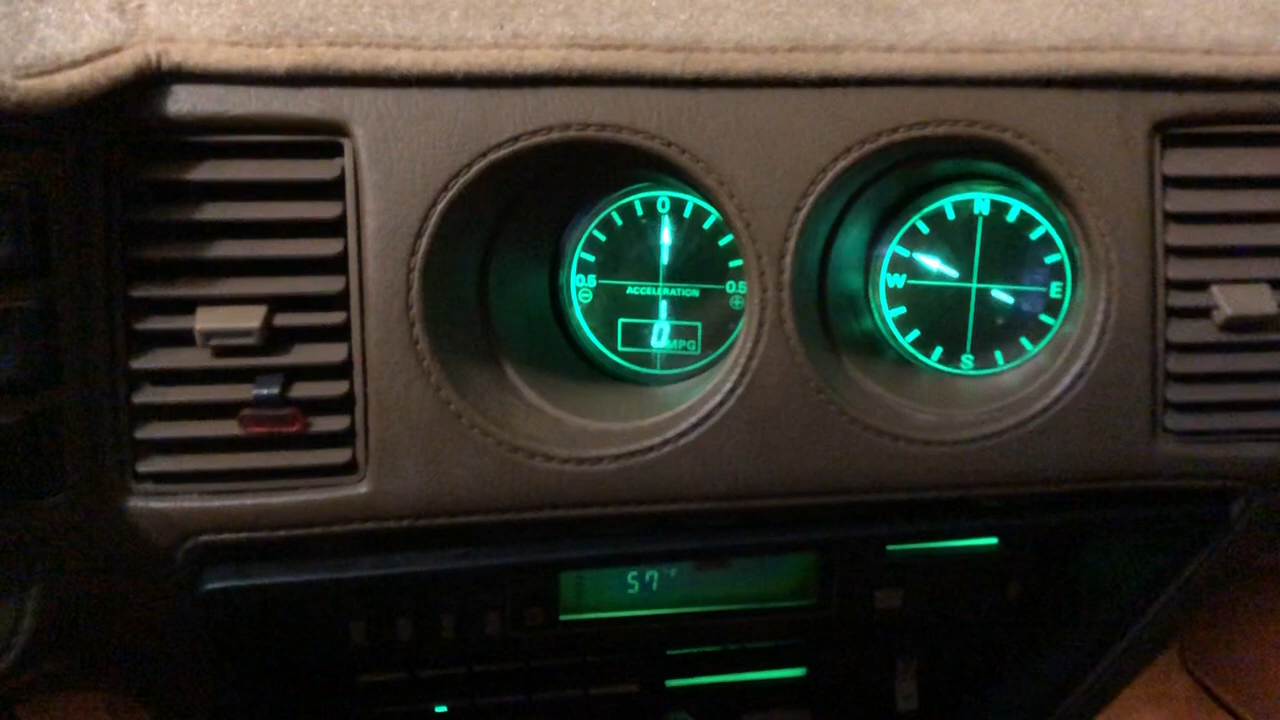 0
0.5 0.5
⊖ ACCELERATION ⊕
0 MPG
N
W E
S
57°F